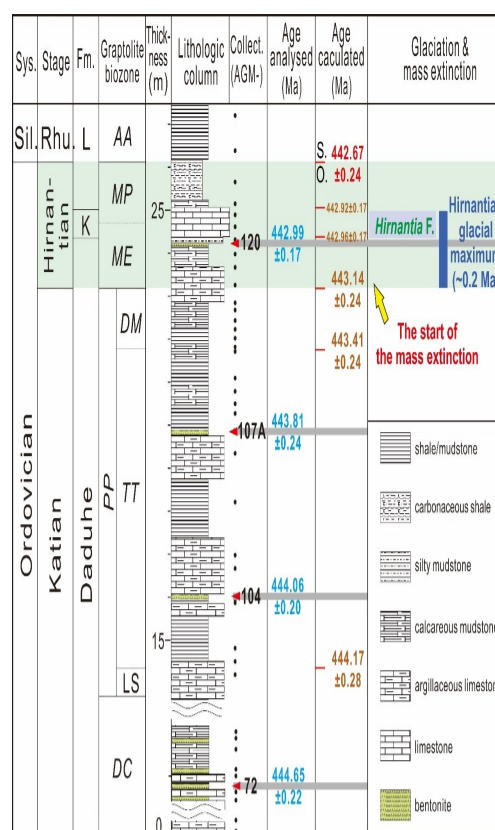 Sys.
Stage
Fm.
Graptolite
biozone
Thick-
ness
(m)
Lithologic
column
Collect.
(AGM-)
Age
analysed
(Ma)
Age
caculated
(Ma)
Glaciation &
mass extinction
Sil.
Rhu.
L
AA
S.
442.67
O.
±0.24
Hirnan-
tian
MP
25
442.92±0.17
K
442.99
±0.17
120
442.96±0.17
Hirnantia F.
Hirnantia
glacial
maximum
(~0.2 Ma
ME
443.14
±0.24
DM
443.41
±0.24
The start of
the mass extinction
443.81
±0.24
107A
Ordovician
Katian
Daduhe
PP
TT
shale/mudstone
carbonaceous shale
444.06
±0.20
104
silty mudstone
15
calcareous mudstone
444.17
±0.28
LS
argillaceous limeston
DC
limestone
444.65
±0.22
72
bentonite
0